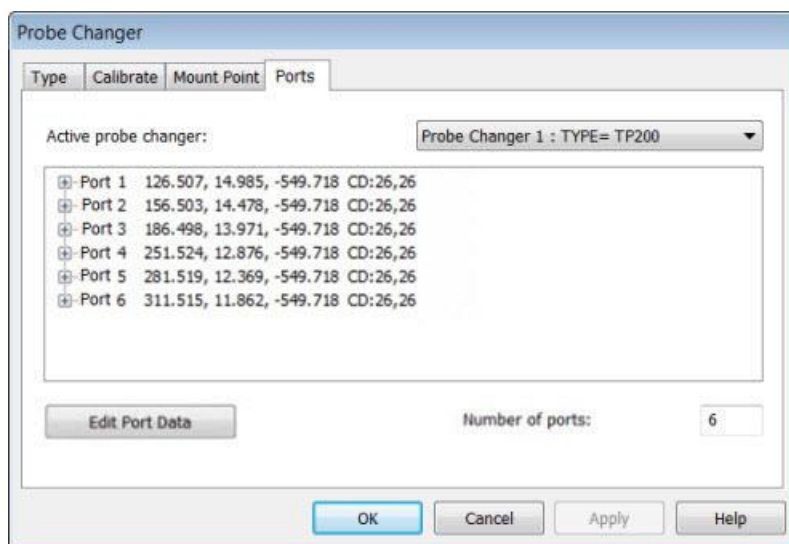 Probe Changer
Type Calibrate Mount Point Ports
Active probe changer: Probe Changer 1 : TYPE= TP200
Port 1 126.507, 14.985, -549.718 CD:26,26
Port 2 156.503, 14.478, -549.718 CD:26,26
Port 3 186.498, 13.971, -549.718 CD:26,26
Port 4 251.524, 12.876, -549.718 CD:26,26
Port 5 281.519, 12.369, -549.718 CD:26,26
Port 6 311.515, 11.862, -549.718 CD:26,26
Edit Port Data Number of ports: 6
OK Cancel Apply Help